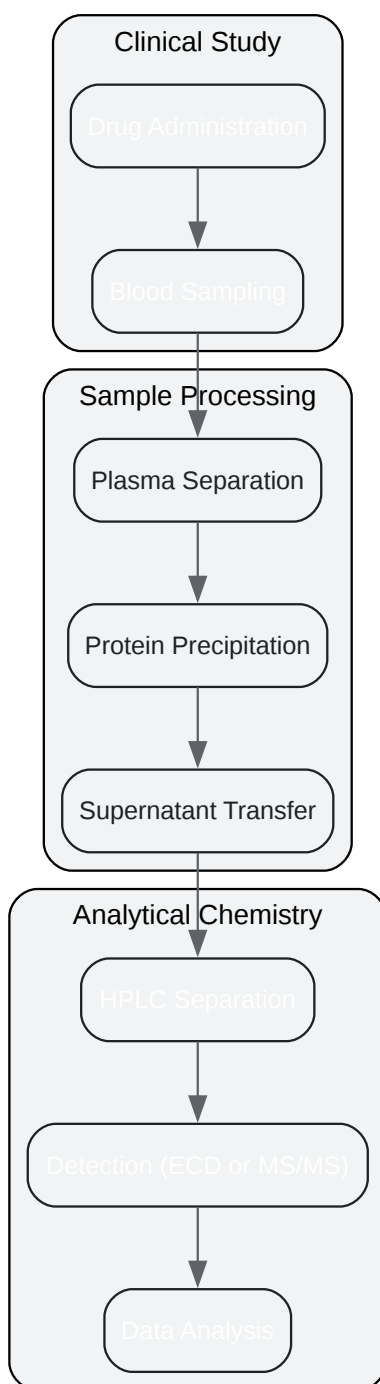 Clinical Study
Drug Administration
Blood Sampling
Sample Processing
Plasma Separation
Protein Precipitation
Supernatant Transfer
Analytical Chemistry
HPLC Separation
Detection (ECD or MS/MS)
Data Analysis